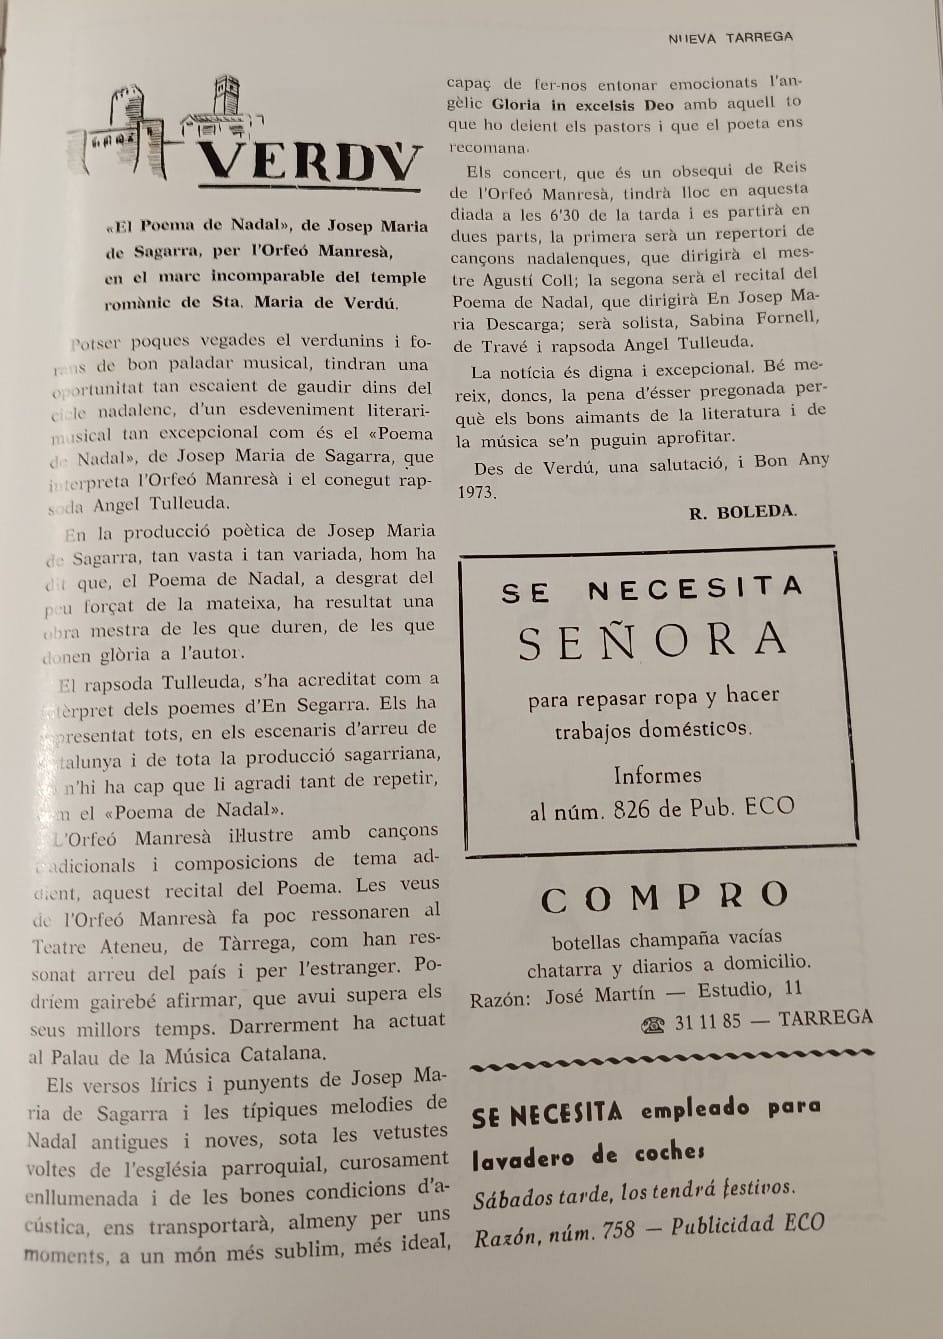 NUEVA TARREGA
VERDÚ
«El Poema de Nadal», de Josep Maria
de Sagarra, per l'Orfeó Manresà,
en el marc incomparable del temple
romànic de Sta. Maria de Verdú.
Potser poques vegades el verdunins i fo-
rans de bon paladar musical, tindran una
oportunitat tan escaient de gaudir dins del
cicle nadalenc, d'un esdeveniment literari-
musical tan excepcional com és el «Poema
de Nadal», de Josep Maria de Sagarra, que
interpreta l'Orfeó Manresà i el conegut rap-
soda Angel Tulleuda.
En la producció poètica de Josep Maria
de Sagarra, tan vasta i tan variada, hom ha
dit que, el Poema de Nadal, a desgrat del
peu forçat de la mateixa, ha resultat una
obra mestra de les que duren, de les que
donen glòria a l'autor.
El rapsoda Tulleuda, s'ha acreditat com a
intèrpret dels poemes d'En Segarra. Els ha
representat tots, en els escenaris d'arreu de
Catalunya i de tota la producció sagarriana,
no n'hi ha cap que li agradi tant de repetir,
com el «Poema de Nadal».
L'Orfeó Manresà iŀlustre amb cançons
tradicionals i composicions de tema ad-
dient, aquest recital del Poema. Les veus
de l'Orfeó Manresà fa poc ressonaren al
Teatre Ateneu, de Tàrrega, com han res-
sonat arreu del país i per l'estranger. Po-
dríem gairebé afirmar, que avui supera els
seus millors temps. Darrerment ha actuat
al Palau de la Música Catalana.
Els versos lírics i punyents de Josep Ma-
ria de Sagarra i les típiques melodies de
Nadal antigues i noves, sota les vetustes
voltes de l'església parroquial, curosament
enllumenada i de les bones condicions d'a-
cústica, ens transportarà, almeny per uns
moments, a un món més sublim, més ideal,
capaç de fer-nos entonar emocionats l'an-
gèlic Gloria in excelsis Deo amb aquell to
que ho deient els pastors i que el poeta ens
recomana.
Els concert, que és un obsequi de Reis
de l'Orfeó Manresà, tindrà lloc en aquesta
diada a les 6'30 de la tarda i es partirà en
dues parts, la primera serà un repertori de
cançons nadalenques, que dirigirà el mes-
tre Agustí Coll; la segona serà el recital del
Poema de Nadal, que dirigirà En Josep Ma-
ria Descarga; serà solista, Sabina Fornell,
de Travé i rapsoda Angel Tulleuda.
La notícia és digna i excepcional. Bé me-
reix, doncs, la pena d'ésser pregonada per-
què els bons aimants de la literatura i de
la música se'n puguin aprofitar.
Des de Verdú, una salutació, i Bon Any
1973.
R. BOLEDA.
SE NECESITA
SEÑORA
para repasar ropa y hacer
trabajos domésticos.
Informes
al núm. 826 de Pub. ECO
COMPRO
botellas champaña vacías
chatarra y diarios a domicilio.
Razón: José Martín — Estudio, 11
☎ 31 11 85 — TARREGA
SE NECESITA empleado para
lavadero de coches
Sábados tarde, los tendrá festivos.
Razón, núm. 758 — Publicidad ECO